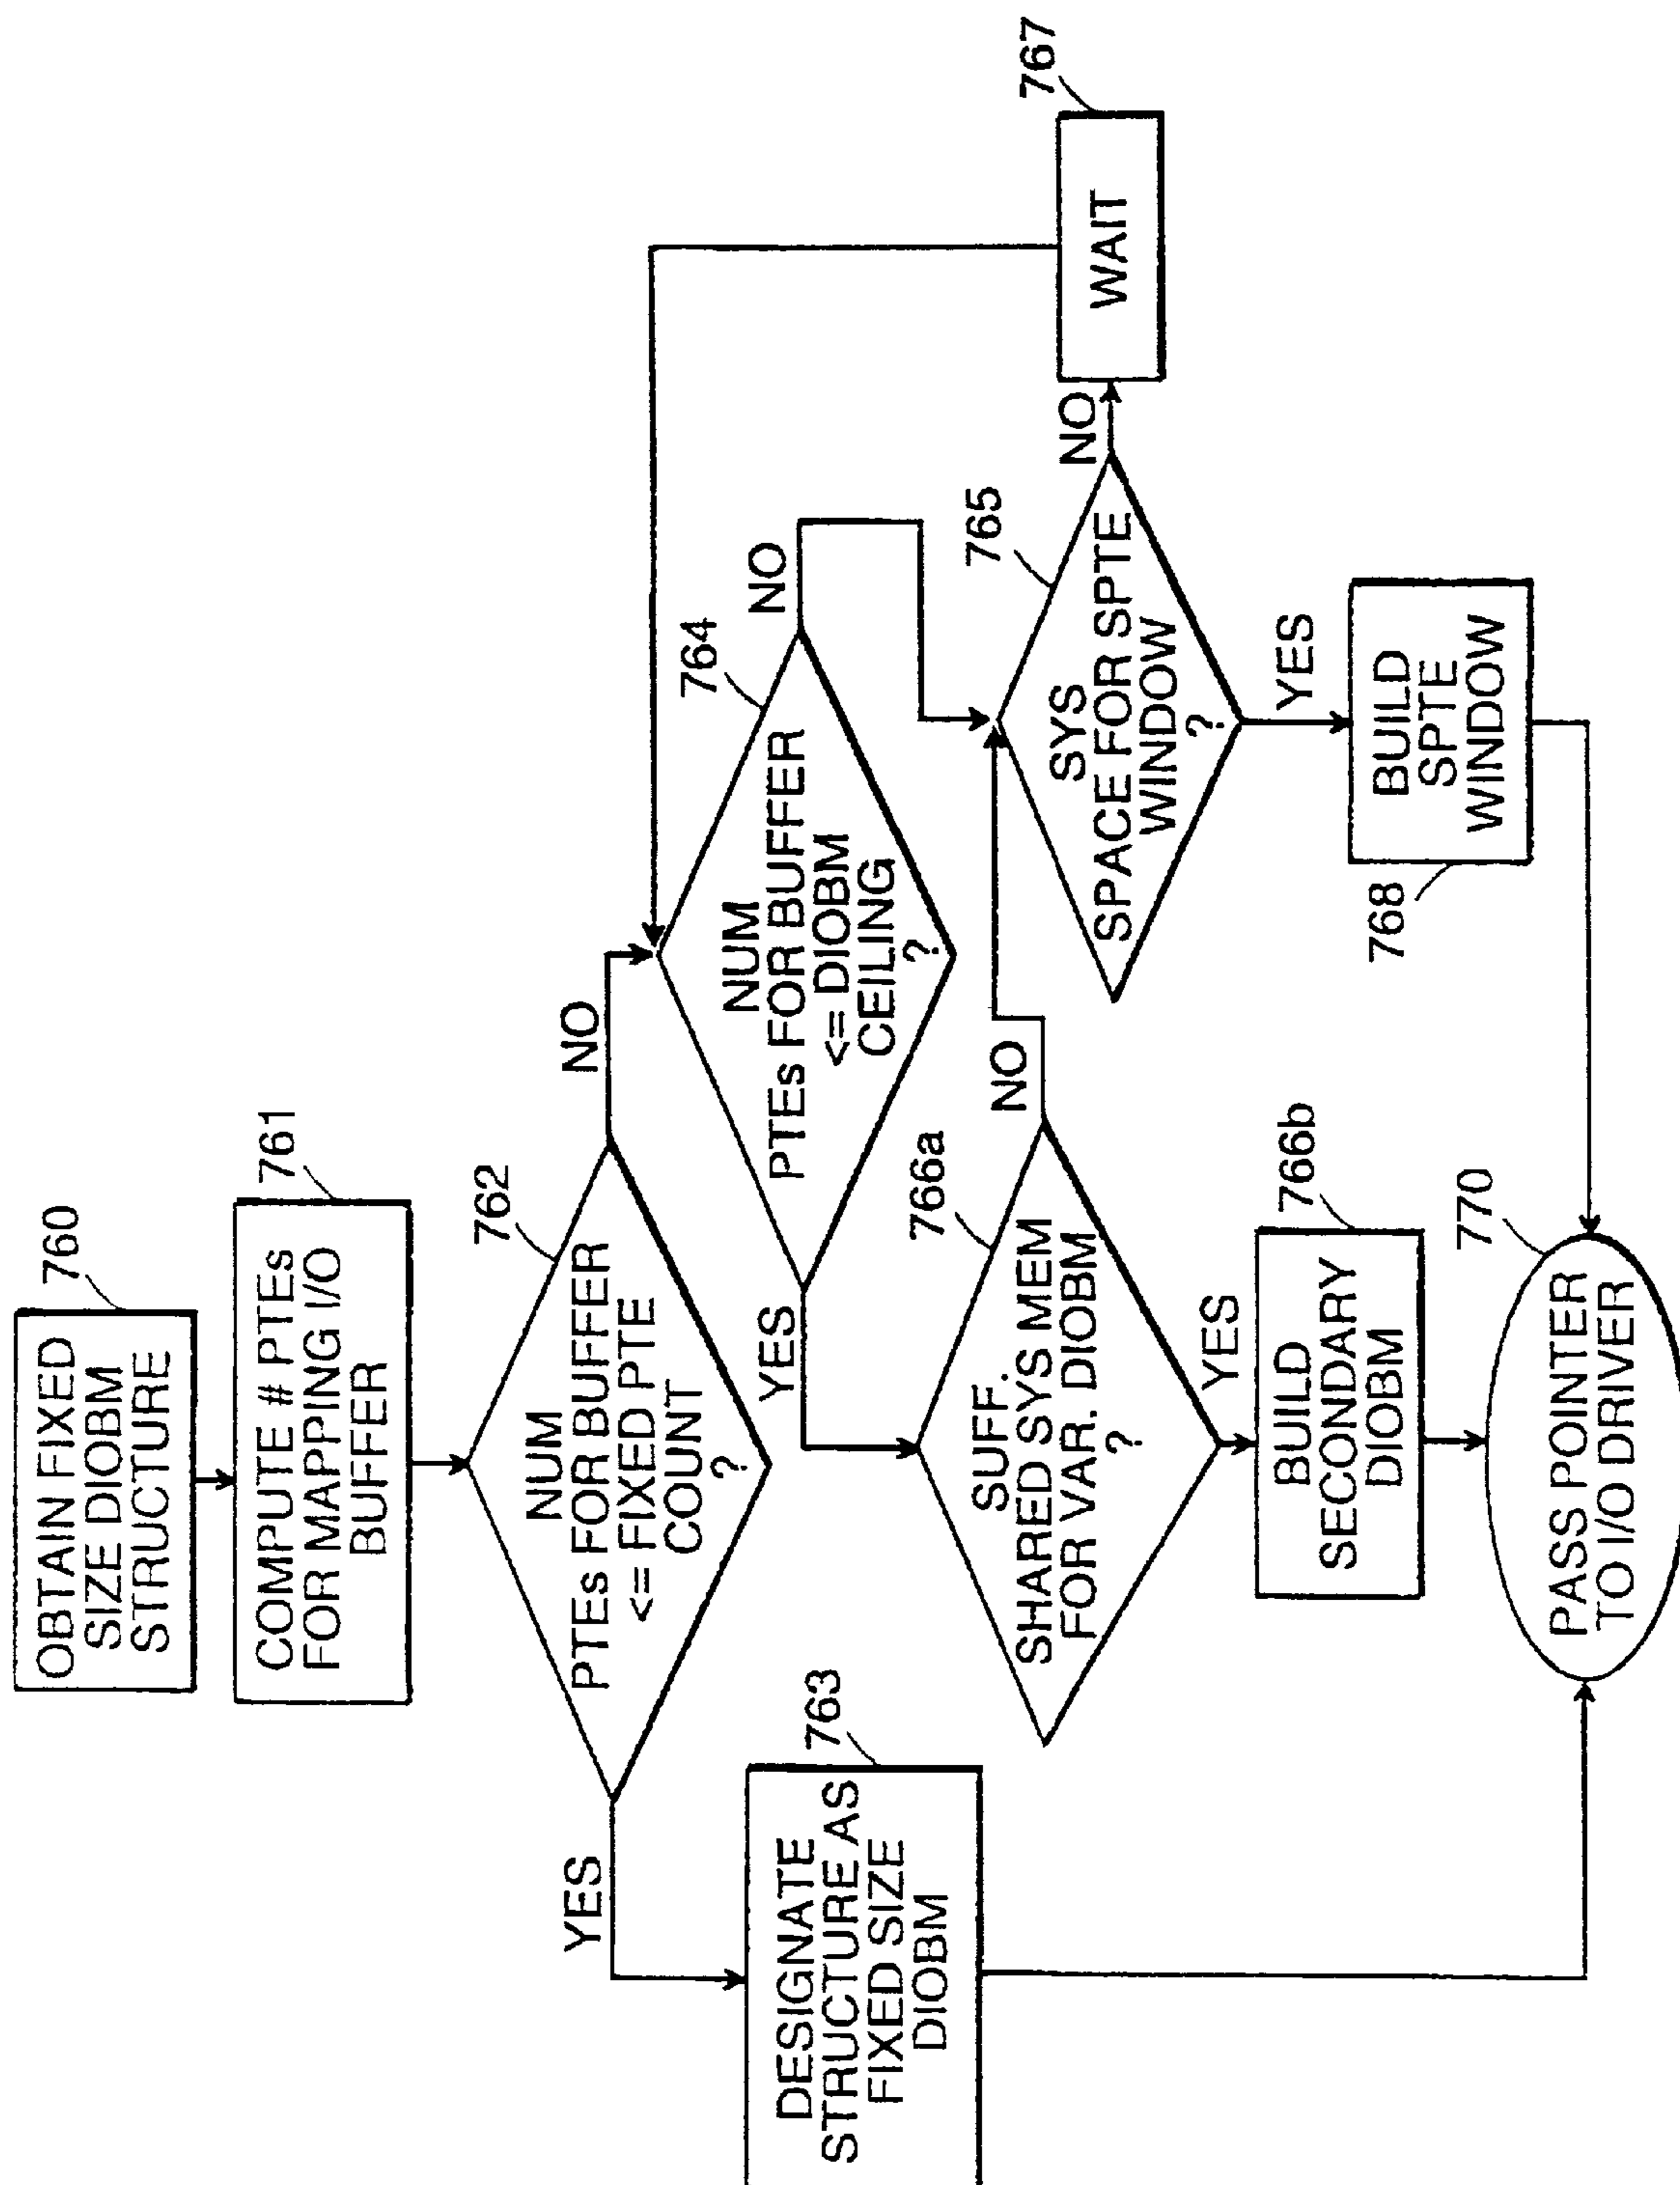 OBTAIN FIXED
SIZE DIOBM
STRUCTURE
760
COMPUTE # PTEs
FOR MAPPING I/O
BUFFER
761
NUM
PTEs FOR BUFFER
<= FIXED PTE
COUNT
?
762
YES
NO
DESIGNATE
STRUCTURE AS
FIXED SIZE
DIOBM
763
NUM
PTEs FOR BUFFER
<= DIOBM
CEILING
?
764
YES
NO
SUFF.
SHARED SYS MEM
FOR VAR. DIOBM
?
766a
NO
YES
SYS
SPACE FOR SPTE
WINDOW
?
765
NO
YES
WAIT
767
BUILD
SECONDARY
DIOBM
766b
BUILD
SPTE
WINDOW
768
PASS POINTER
TO I/O DRIVER
770